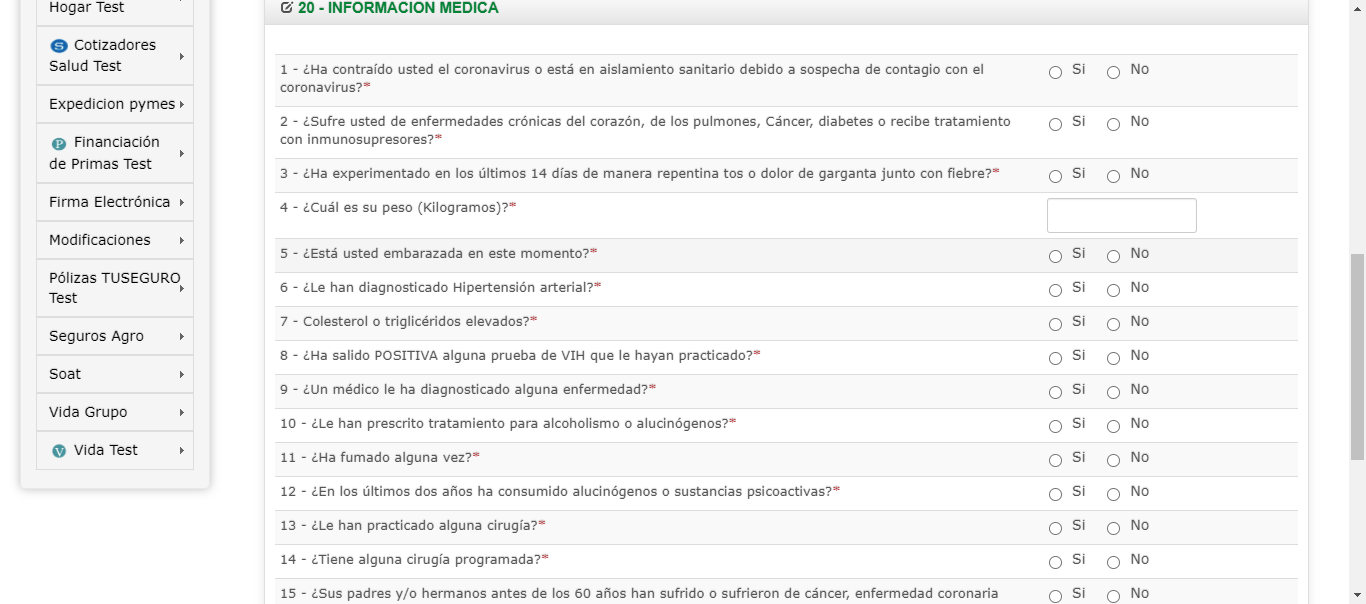 Hogar Test
Cotizadores
Salud Test
Expedicion pymes
Financiación
de Primas Test
Firma Electrónica
Modificaciones
Pólizas TUSEGURO
Test
Seguros Agro
Soat
Vida Grupo
Vida Test
20 - INFORMACION MEDICA
1 - ¿Ha contraído usted el coronavirus o está en aislamiento sanitario debido a sospecha de contagio con el
coronavirus?* Si No
2 - ¿Sufre usted de enfermedades crónicas del corazón, de los pulmones, Cáncer, diabetes o recibe tratamiento
con inmunosupresores?* Si No
3 - ¿Ha experimentado en los últimos 14 días de manera repentina tos o dolor de garganta junto con fiebre?* Si No
4 - ¿Cuál es su peso (Kilogramos)?*
5 - ¿Está usted embarazada en este momento?* Si No
6 - ¿Le han diagnosticado Hipertensión arterial?* Si No
7 - Colesterol o triglicéridos elevados?* Si No
8 - ¿Ha salido POSITIVA alguna prueba de VIH que le hayan practicado?* Si No
9 - ¿Un médico le ha diagnosticado alguna enfermedad?* Si No
10 - ¿Le han prescrito tratamiento para alcoholismo o alucinógenos?* Si No
11 - ¿Ha fumado alguna vez?* Si No
12 - ¿En los últimos dos años ha consumido alucinógenos o sustancias psicoactivas?* Si No
13 - ¿Le han practicado alguna cirugía?* Si No
14 - ¿Tiene alguna cirugía programada?* Si No
15 - ¿Sus padres y/o hermanos antes de los 60 años han sufrido o sufrieron de cáncer, enfermedad coronaria Si No